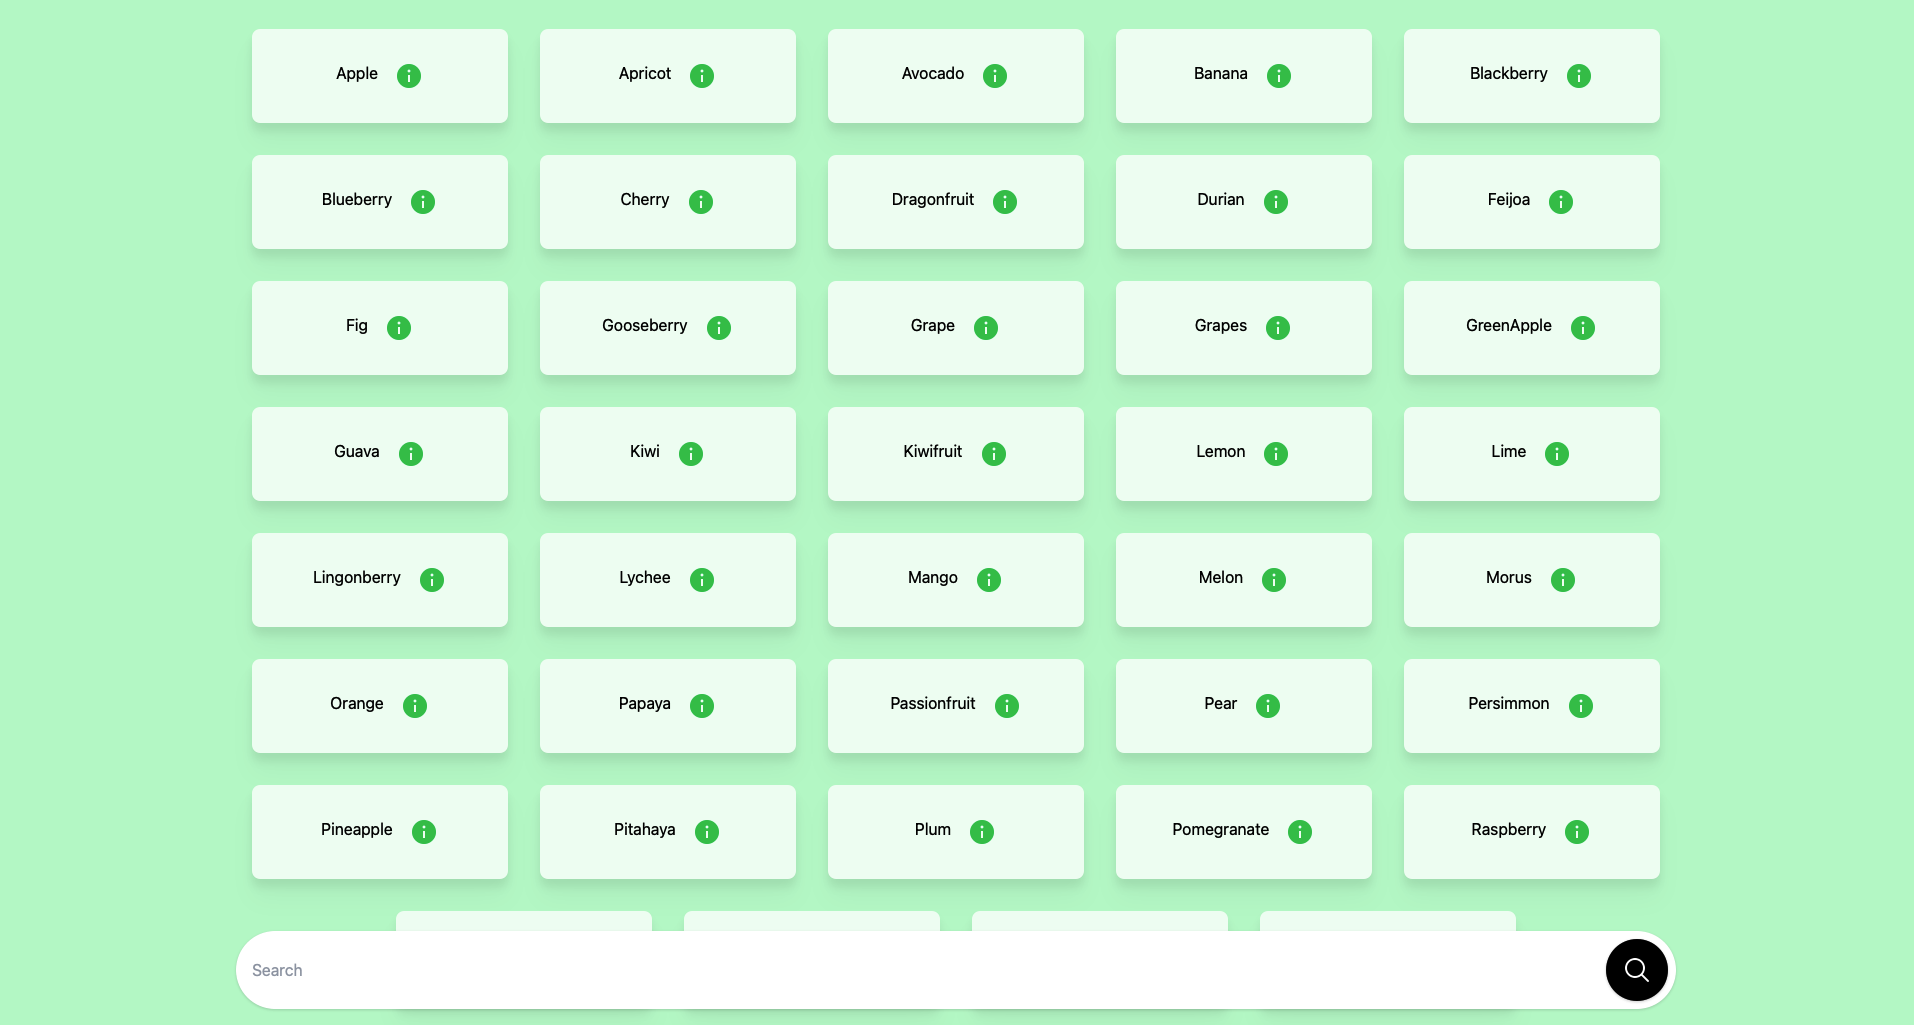 Apple
Apricot
Avocado
Banana
Blackberry
Blueberry
Cherry
Dragonfruit
Durian
Feijoa
Fig
Gooseberry
Grape
Grapes
GreenApple
Guava
Kiwi
Kiwifruit
Lemon
Lime
Lingonberry
Lychee
Mango
Melon
Morus
Orange
Papaya
Passionfruit
Pear
Persimmon
Pineapple
Pitahaya
Plum
Pomegranate
Raspberry
Search